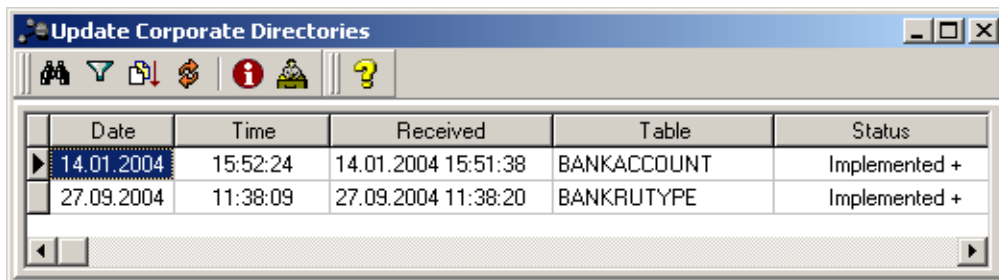 Update Corporate Directories
Date Time Received Table Status
14.01.2004 15:52:24 14.01.2004 15:51:38 BANKACCOUNT Implemented +
27.09.2004 11:38:09 27.09.2004 11:38:20 BANKRUTYPE Implemented +